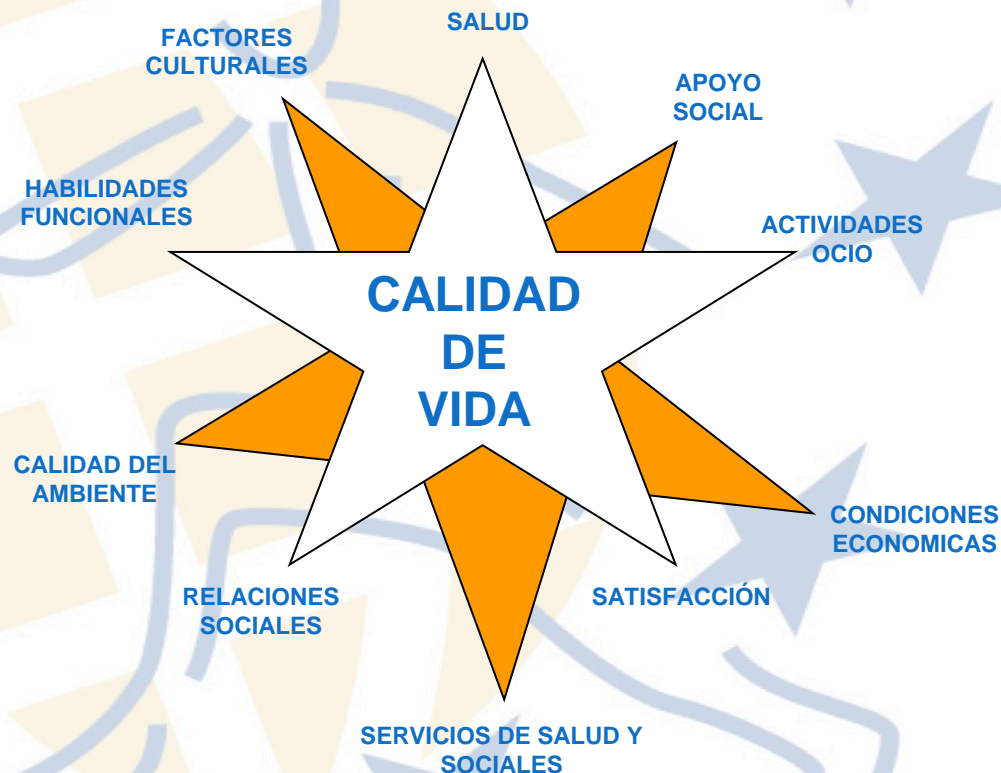 SALUD
FACTORES
CULTURALES
APOYO
SOCIAL
HABILIDADES
FUNCIONALES
ACTIVIDADES
OCIO
CALIDAD
DE
VIDA
CALIDAD DEL
AMBIENTE
CONDICIONES
ECONOMICAS
RELACIONES
SOCIALES
SATISFACCIÓN
SERVICIOS DE SALUD Y
SOCIALES